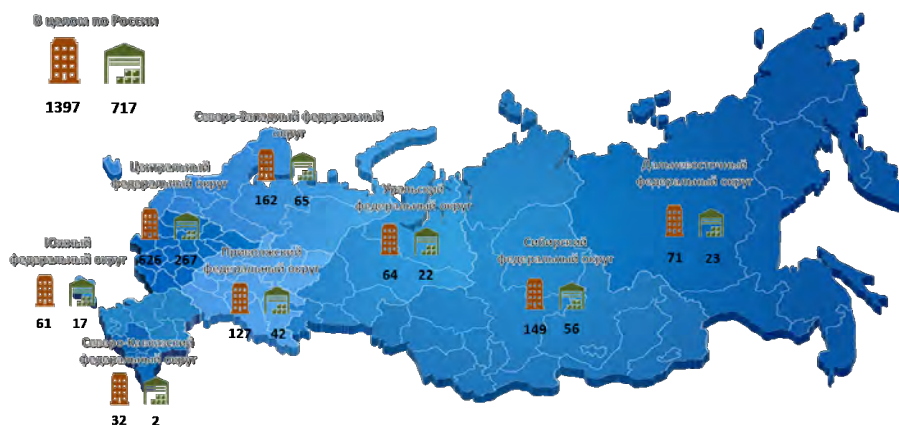 В целом по России
1397 717
Северо-Западный федеральный
округ
162 65
Центральный
федеральный округ
626 267
Уральский
федеральный округ
64 22
Дальневосточный
федеральный округ
71 23
Южный
федеральный округ
61 17
Приволжский
федеральный округ
127 42
Сибирский
федеральный округ
149 56
Северо-Кавказский
федеральный округ
32 2